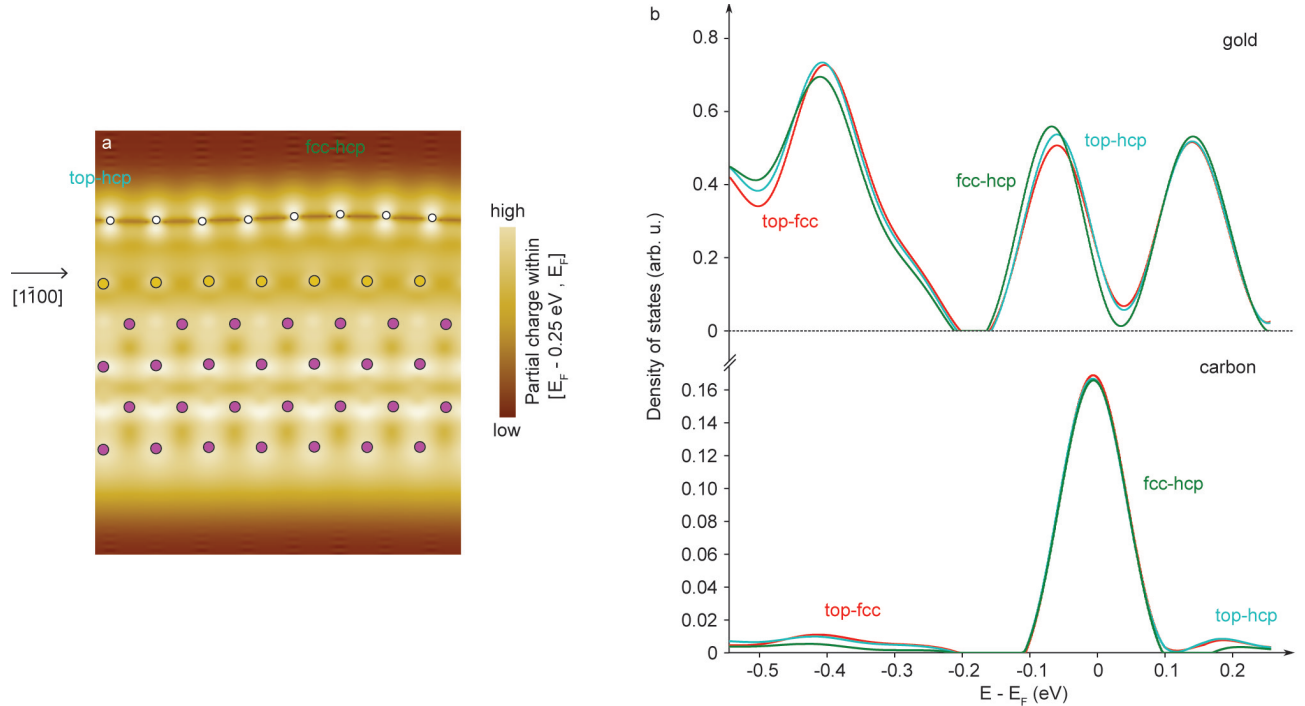 a
fcc-hcp
top-hcp
[11̅00]
high
low
Partial charge within
[E_F - 0.25 eV , E_F]
b
gold
0.8
0.6
0.4
0.2
0
top-hcp
fcc-hcp
top-fcc
Density of states (arb. u.)
carbon
0.16
0.14
0.12
0.10
0.08
0.06
0.04
0.02
0
fcc-hcp
top-fcc
top-hcp
-0.5
-0.4
-0.3
-0.2
-0.1
0
0.1
0.2
E - E_F (eV)